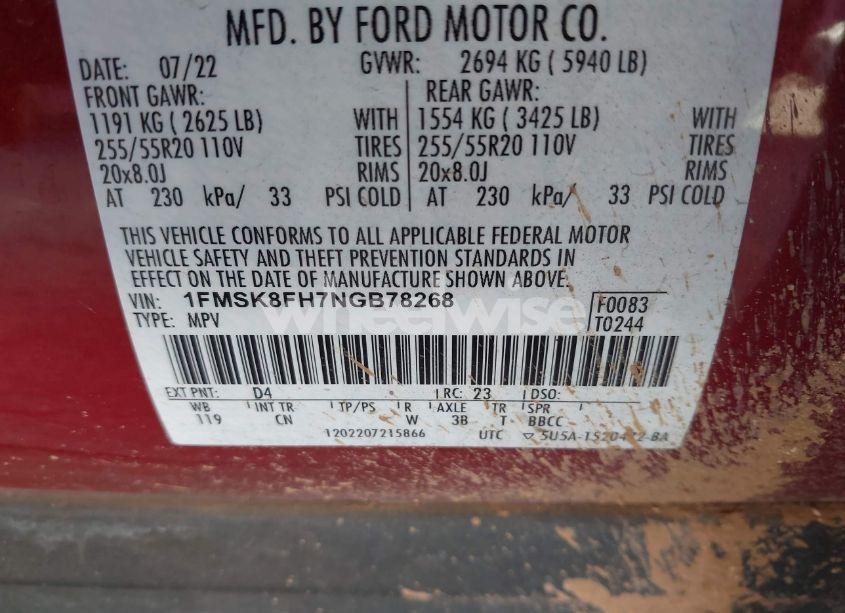 MFD. BY FORD MOTOR CO.
DATE: 07/22 GVWR: 2694 KG ( 5940 LB)
FRONT GAWR: REAR GAWR:
1191 KG ( 2625 LB) WITH 1554 KG ( 3425 LB) WITH
255/55R20 110V TIRES 255/55R20 110V TIRES
20x8.0J RIMS 20x8.0J RIMS
AT 230 kPa/ 33 PSI COLD AT 230 kPa/ 33 PSI COLD
THIS VEHICLE CONFORMS TO ALL APPLICABLE FEDERAL MOTOR
VEHICLE SAFETY AND THEFT PREVENTION STANDARDS IN
EFFECT ON THE DATE OF MANUFACTURE SHOWN ABOVE.
VIN: 1FMSK8FH7NGB78268 F0083
TYPE: MPV T0244
wheelwise
EXT PNT: D4 RC: 23 DSO:
WB INT TR TP/PS R AXLE TR SPR
119 CN W 3B T BBCC
1202207215866 UTC